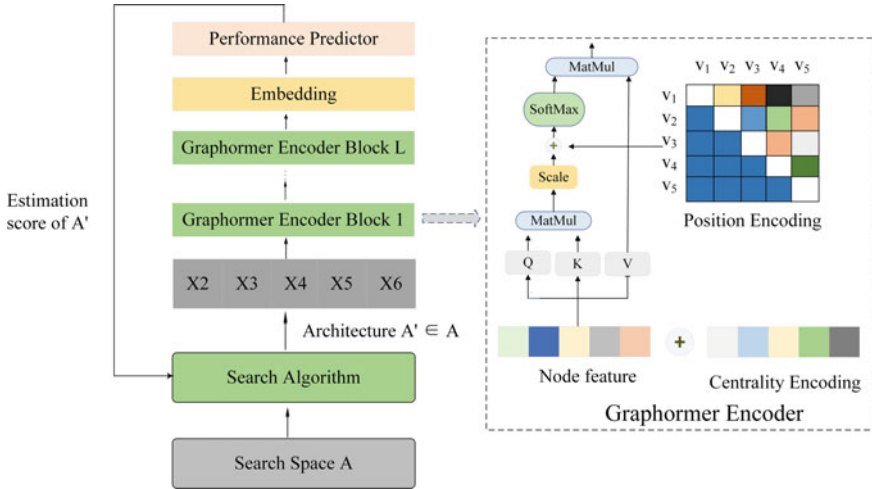 Performance Predictor
Embedding
Graphormer Encoder Block L
Estimation
score of A'
Graphormer Encoder Block 1
X2 X3 X4 X5 X6
Architecture A' ∈ A
Search Algorithm
Search Space A
MatMul
SoftMax
+
Scale
MatMul
Q K V
v1 v2 v3 v4 v5
v1
v2
v3
v4
v5
Position Encoding
+
Node feature
Centrality Encoding
Graphormer Encoder